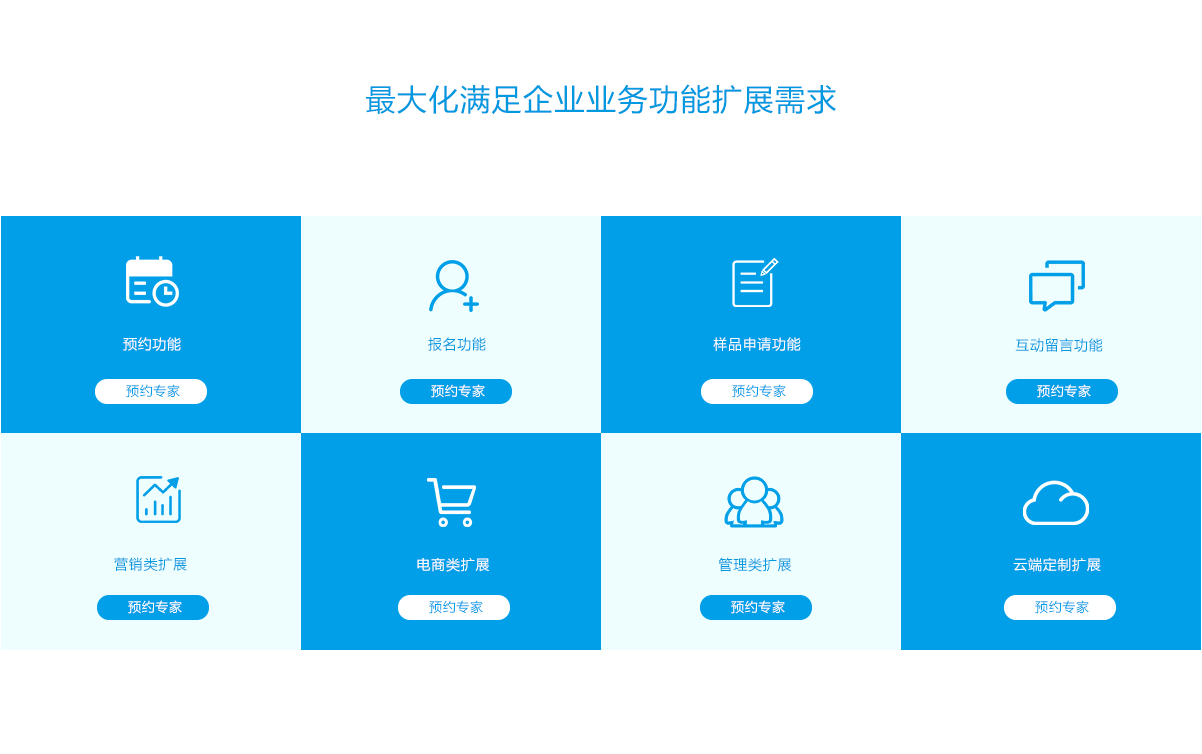 最大化满足企业业务功能扩展需求
预约功能
报名功能
样品申请功能
互动留言功能
预约专家
预约专家
预约专家
预约专家
营销类扩展
电商类扩展
管理类扩展
云端定制扩展
预约专家
预约专家
预约专家
预约专家